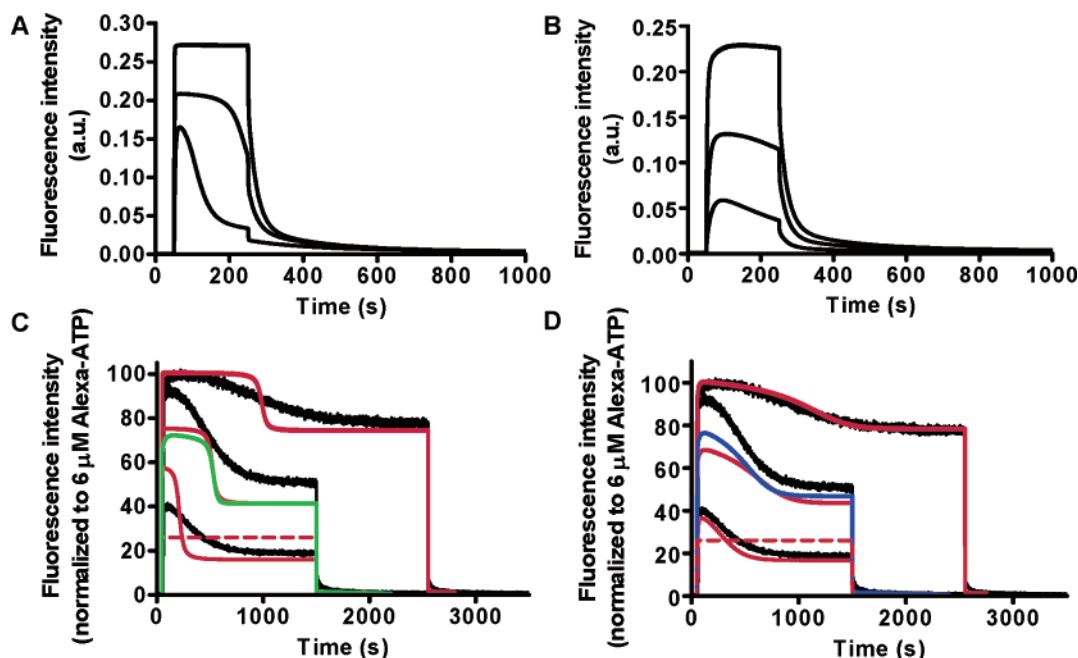 A
Fluorescence intensity
(a.u.)
0.30
0.25
0.20
0.15
0.10
0.05
0.00
0 200 400 600 800 1000
Time (s)
B
Fluorescence intensity
(a.u.)
0.30
0.25
0.20
0.15
0.10
0.05
0.00
0 200 400 600 800 1000
Time (s)
C
Fluorescence intensity
(normalized to 6 μM Alexa-ATP)
100
80
60
40
20
0
0 1000 2000 3000
Time (s)
D
Fluorescence intensity
(normalized to 6 μM Alexa-ATP)
100
80
60
40
20
0
0 1000 2000 3000
Time (s)